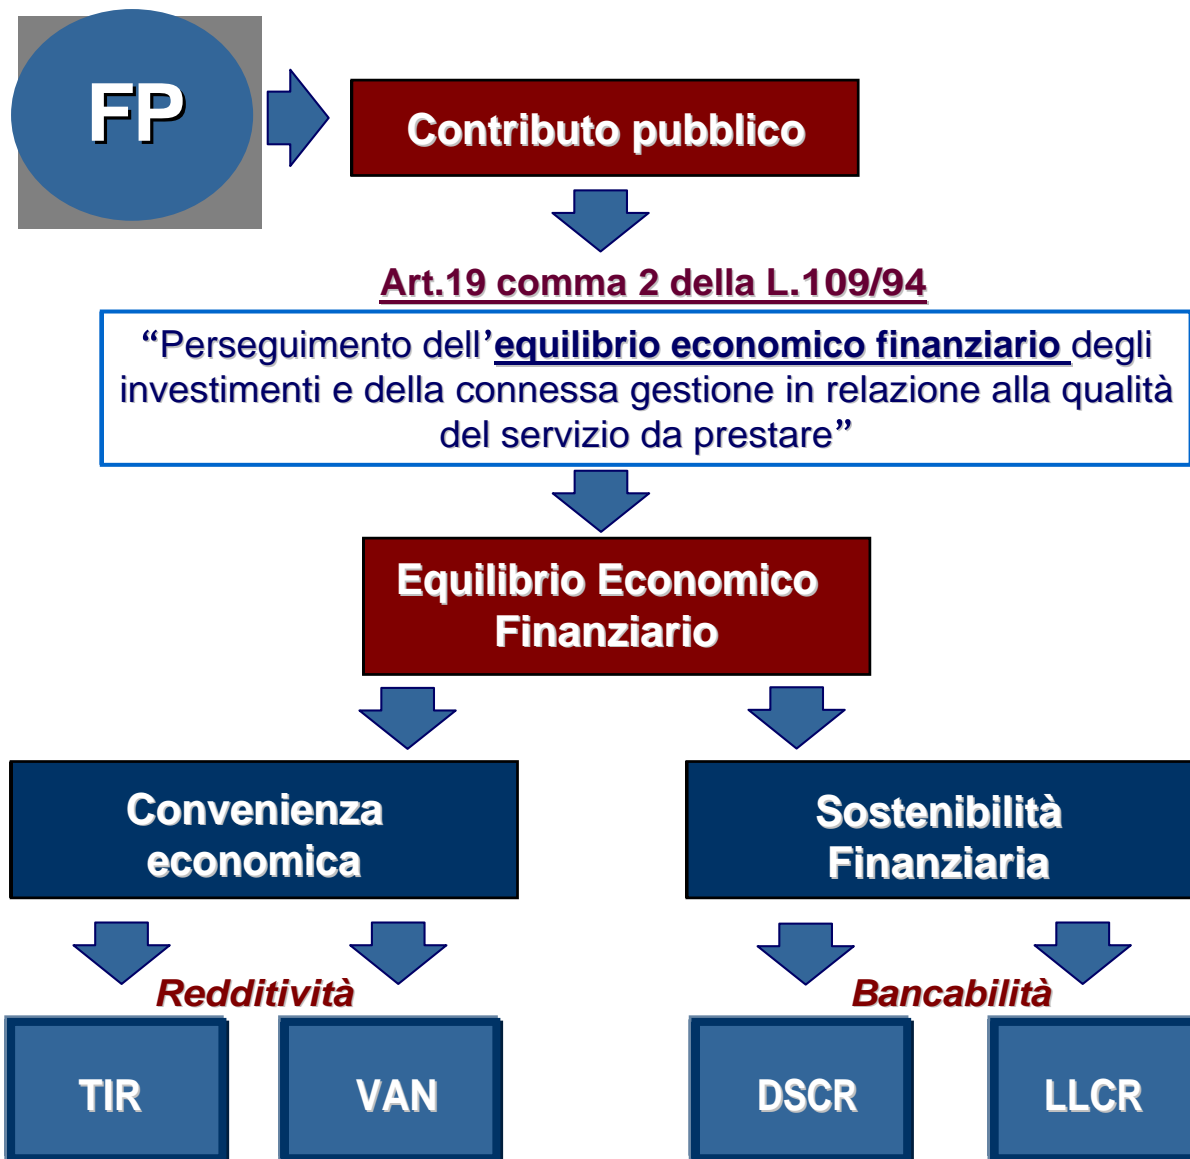 FP
Contributo pubblico
Art.19 comma 2 della L.109/94
“Perseguimento dell’equilibrio economico finanziario degli
investimenti e della connessa gestione in relazione alla qualità
del servizio da prestare”
Equilibrio Economico
Finanziario
Convenienza
economica
Sostenibilità
Finanziaria
Redditività
Bancabilità
TIR
VAN
DSCR
LLCR